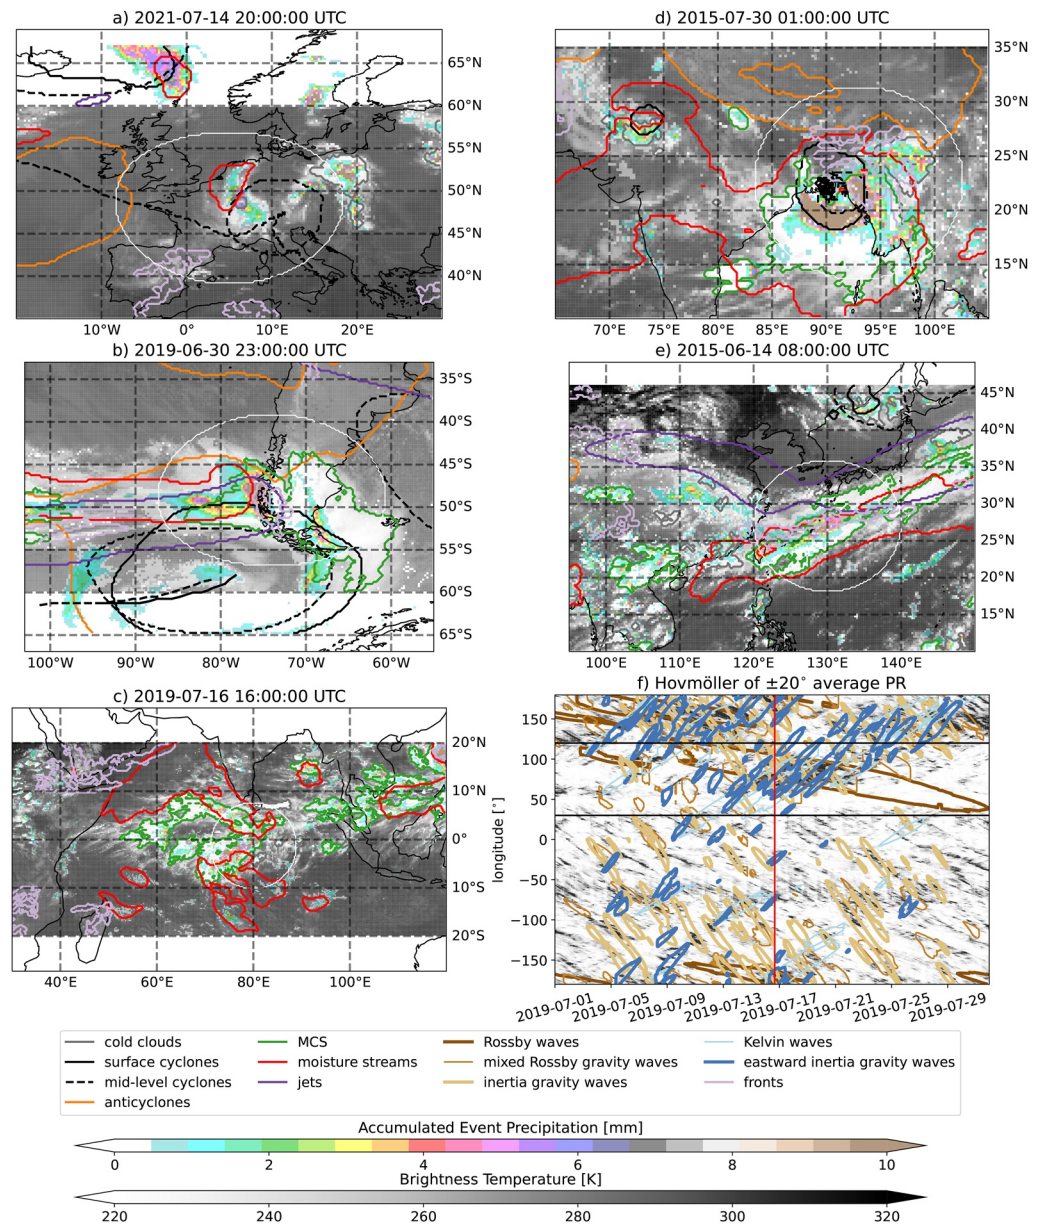 a) 2021-07-14 20:00:00 UTC
65°N
60°N
55°N
50°N
45°N
40°N
10°W 0° 10°E 20°E
d) 2015-07-30 01:00:00 UTC
35°N
30°N
25°N
20°N
15°N
70°E 75°E 80°E 85°E 90°E 95°E 100°E
b) 2019-06-30 23:00:00 UTC
35°S
40°S
45°S
50°S
55°S
60°S
65°S
100°W 90°W 80°W 70°W 60°W
e) 2015-06-14 08:00:00 UTC
45°N
40°N
35°N
30°N
25°N
20°N
15°N
100°E 110°E 120°E 130°E 140°E
c) 2019-07-16 16:00:00 UTC
20°N
10°N
0°
10°S
20°S
40°E 60°E 80°E 100°E
f) Hovmöller of ±20° average PR
longitude [°]
150
100
50
0
−50
−100
−150
2019-07-01 2019-07-05 2019-07-09 2019-07-13 2019-07-17 2019-07-21 2019-07-25 2019-07-29
cold clouds
surface cyclones
mid-level cyclones
anticyclones
MCS
moisture streams
jets
Rossby waves
mixed Rossby gravity waves
inertia gravity waves
Kelvin waves
eastward inertia gravity waves
fronts
Accumulated Event Precipitation [mm]
0 2 4 6 8 10
Brightness Temperature [K]
220 240 260 280 300 320